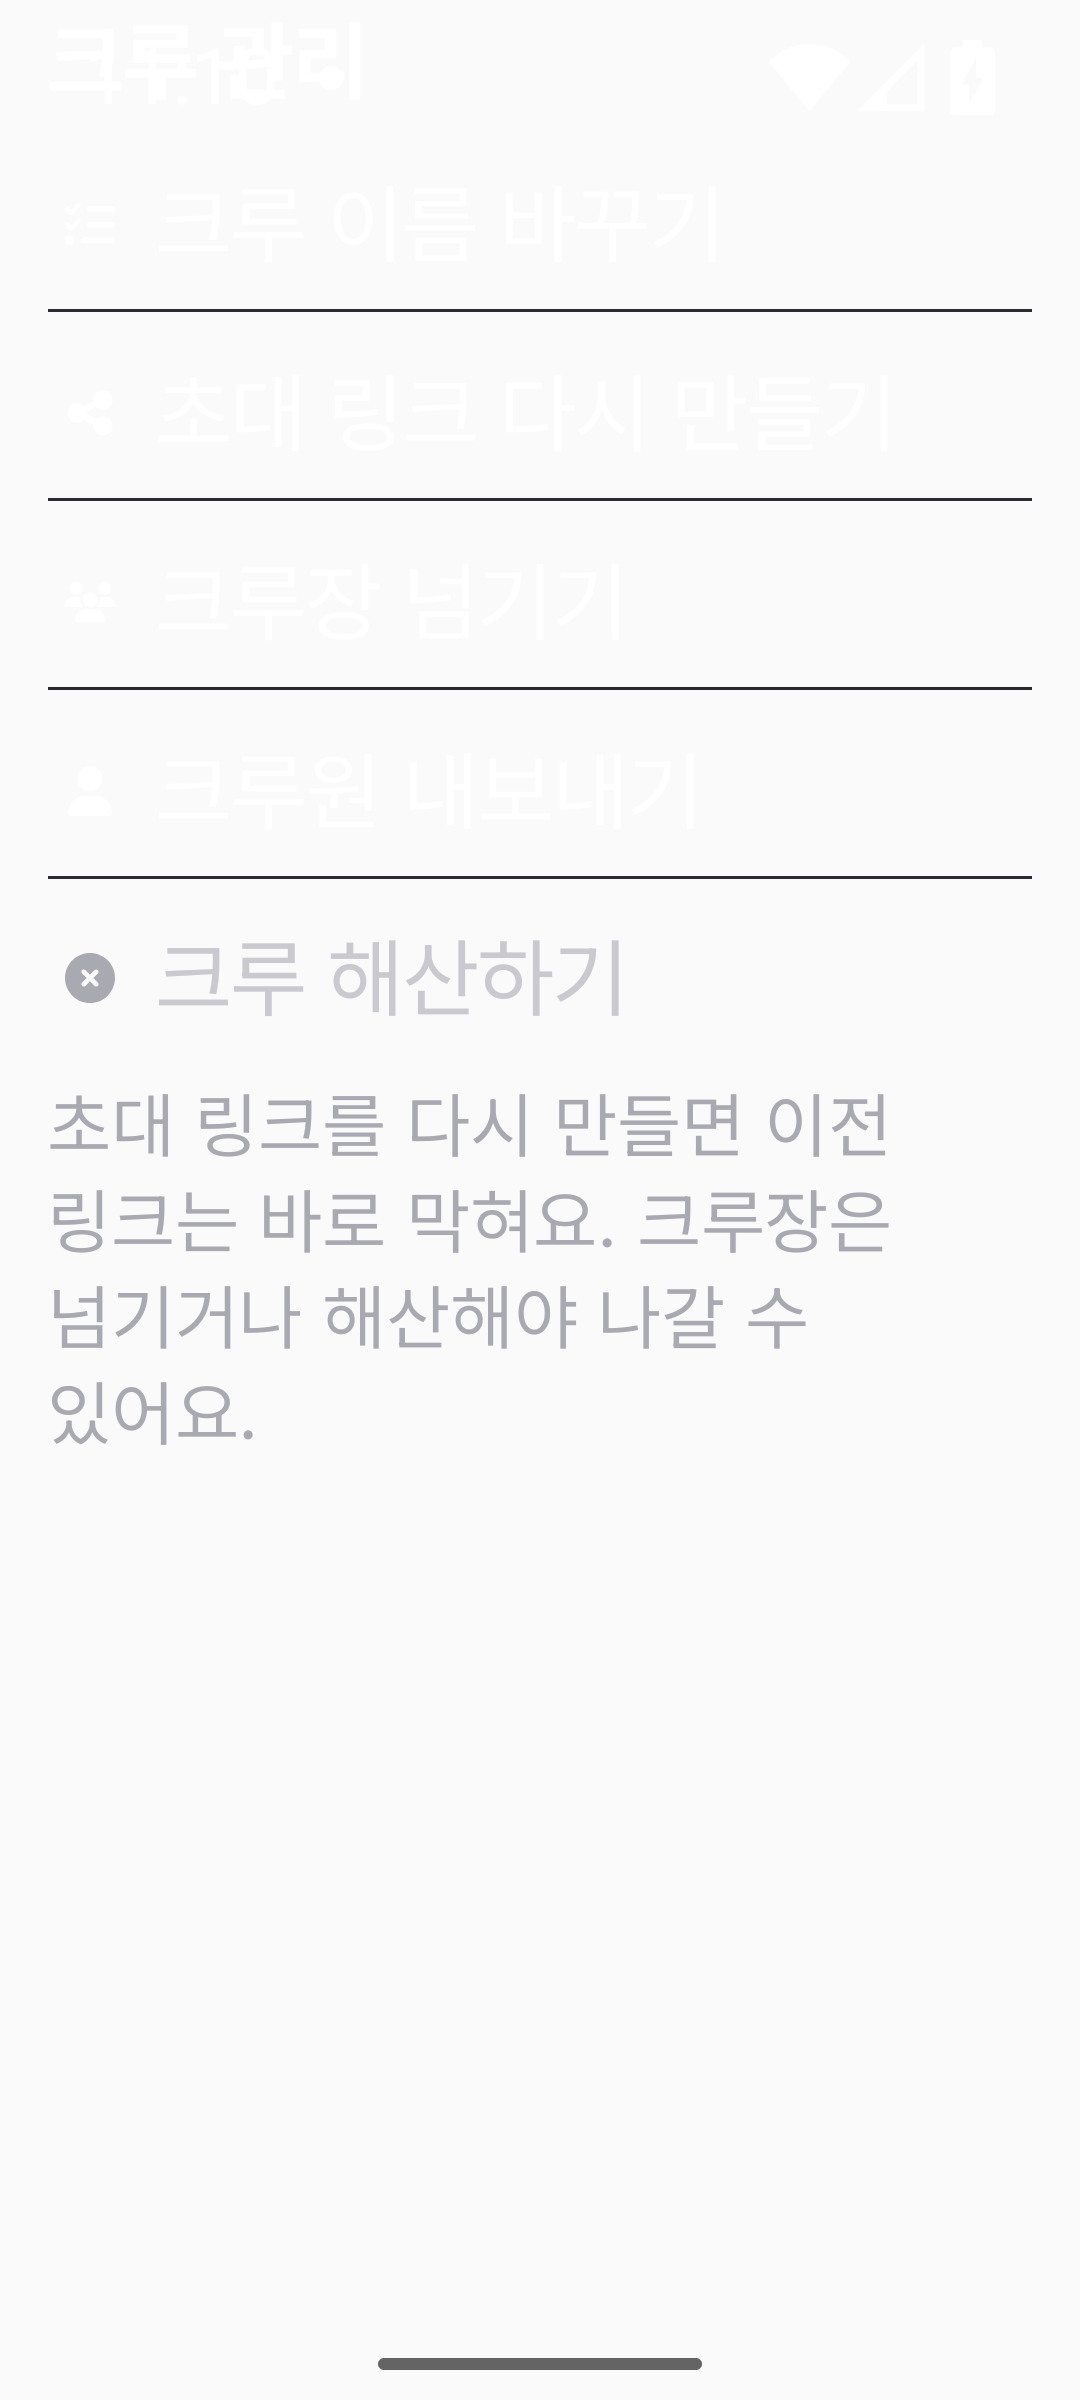 크루 관리
크루 이름 바꾸기
초대 링크 다시 만들기
크루장 넘기기
크루원 내보내기
크루 해산하기
초대 링크를 다시 만들면 이전
링크는 바로 막혀요. 크루장은
넘기거나 해산해야 나갈 수
있어요.